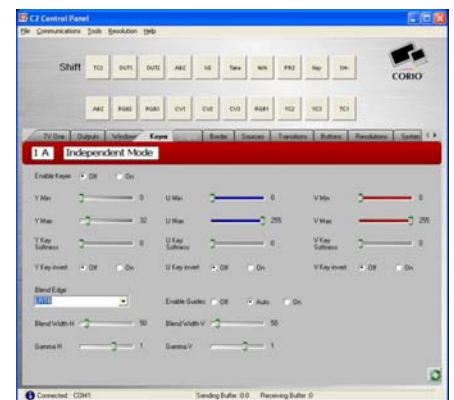 C2 Control Panel
File Communications Tools Resolution Help
Shift TC2 OUT1 OUT2 ABZ Take N/A Key
CORIO
ABZ RGB2 RGB3 CV1 CV2 CV3 RGB1 YC2 YC3 TC1
TV One Outputs Windows Keyer Border Sources Transitions Buttons Resolutions System
1 A Independent Mode
Enable Keyer Off On
Y Min 0 U Min 0 V Min 0
Y Max 32 U Max 255 V Max 255
Y Key Softness 0 U Key Softness 0 V Key Softness 0
Y Key invert Off On U Key invert Off On V Key invert Off On
Blend Edge
Enable Guides Off Auto On
Blend Width H 50 Blend Width V 50
Gamma H 1 Gamma V 1
Connected : COM1: Sending Buffer :0:0 Receiving Buffer :0